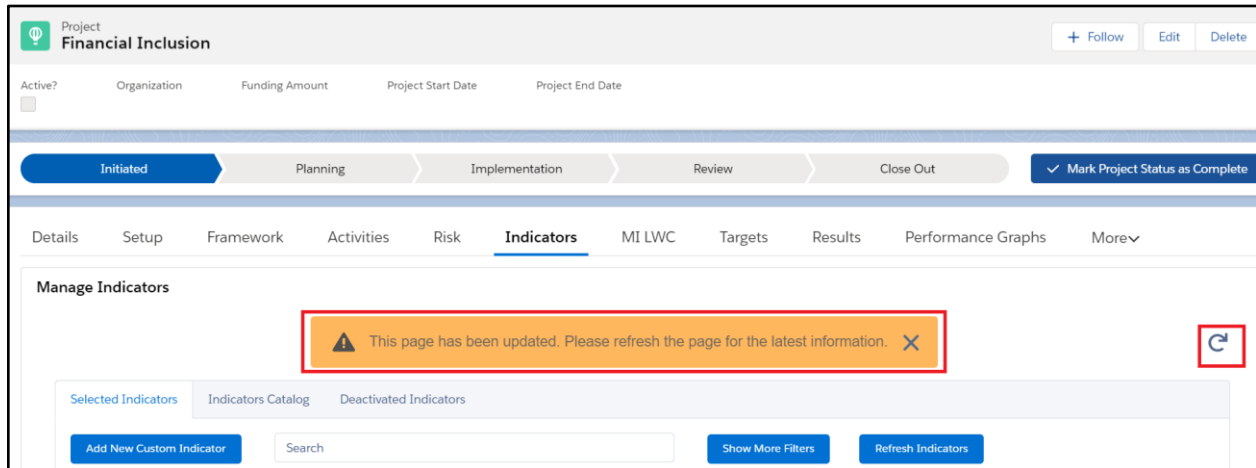 Project
Financial Inclusion
+ Follow Edit Delete
Active? Organization Funding Amount Project Start Date Project End Date
Initiated Planning Implementation Review Close Out Mark Project Status as Complete
Details Setup Framework Activities Risk Indicators MI LWC Targets Results Performance Graphs More
Manage Indicators
This page has been updated. Please refresh the page for the latest information.
Selected Indicators Indicators Catalog Deactivated Indicators
Add New Custom Indicator Search Show More Filters Refresh Indicators